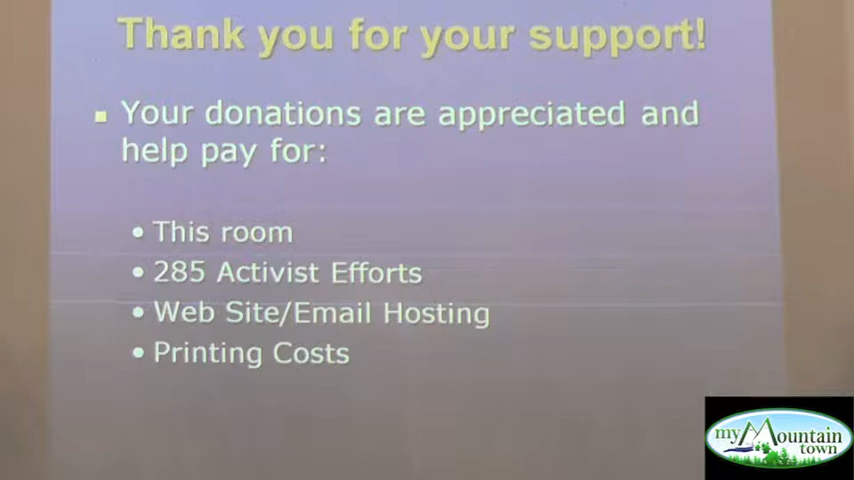 Thank you for your support!
Your donations are appreciated and
help pay for:
• This room
• 285 Activist Efforts
• Web Site/Email Hosting
• Printing Costs
my Mountain
town